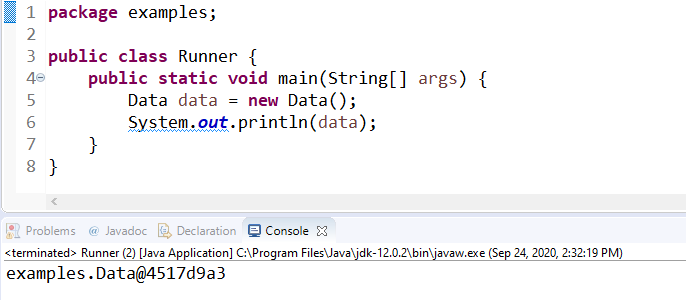 1 package examples;
2
3 public class Runner {
4 public static void main(String[] args) {
5 Data data = new Data();
6 System.out.println(data);
7 }
8 }
Problems @ Javadoc Declaration Console
<terminated> Runner (2) [Java Application] C:\Program Files\Java\jdk-12.0.2\bin\javaw.exe (Sep 24, 2020, 2:32:19 PM)
examples.Data@4517d9a3